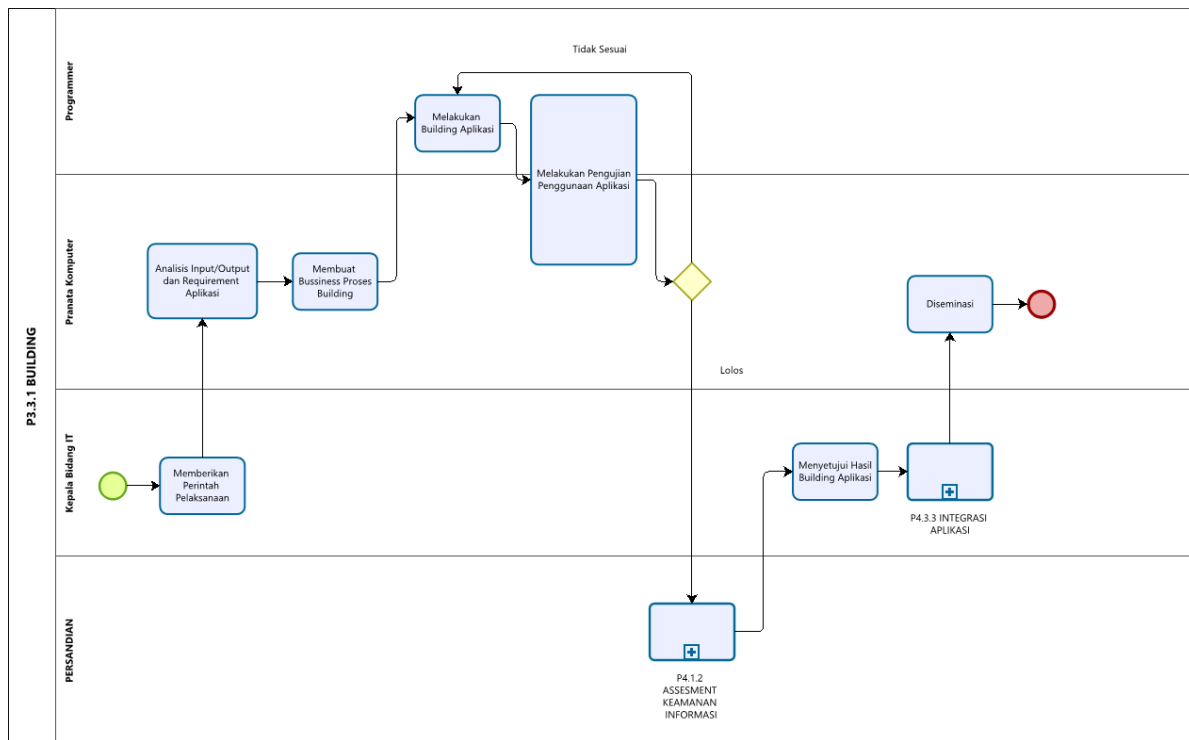 P3.3.1 BUILDING
Programmer
Tidak Sesuai
Melakukan
Building Aplikasi
Melakukan Pengujian
Penggunaan Aplikasi
Pranata Komputer
Analisis Input/Output
dan Requirement
Aplikasi
Membuat
Bussiness Proses
Building
Diseminasi
Lolos
Kepala Bidang IT
Memberikan
Perintah
Pelaksanaan
Menyetujui Hasil
Building Aplikasi
P4.3.3 INTEGRASI
APLIKASI
PERSANDIAN
P4.1.2
ASSESMENT
KEAMANAN
INFORMASI